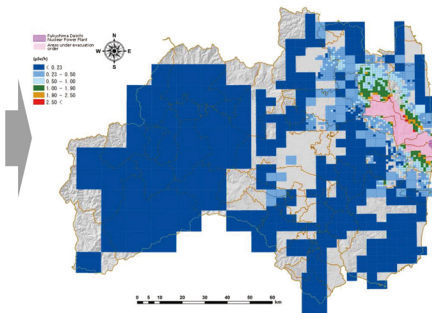 Fukushima Daiichi
Nuclear Power Plant
Areas under evacuation
order
(μSv/h)
< 0.23
0.23 - 0.50
0.50 - 1.00
1.00 - 1.90
1.90 - 2.50
2.50 <
N
W E
S
0 5 10 20 30 40 50 60
km